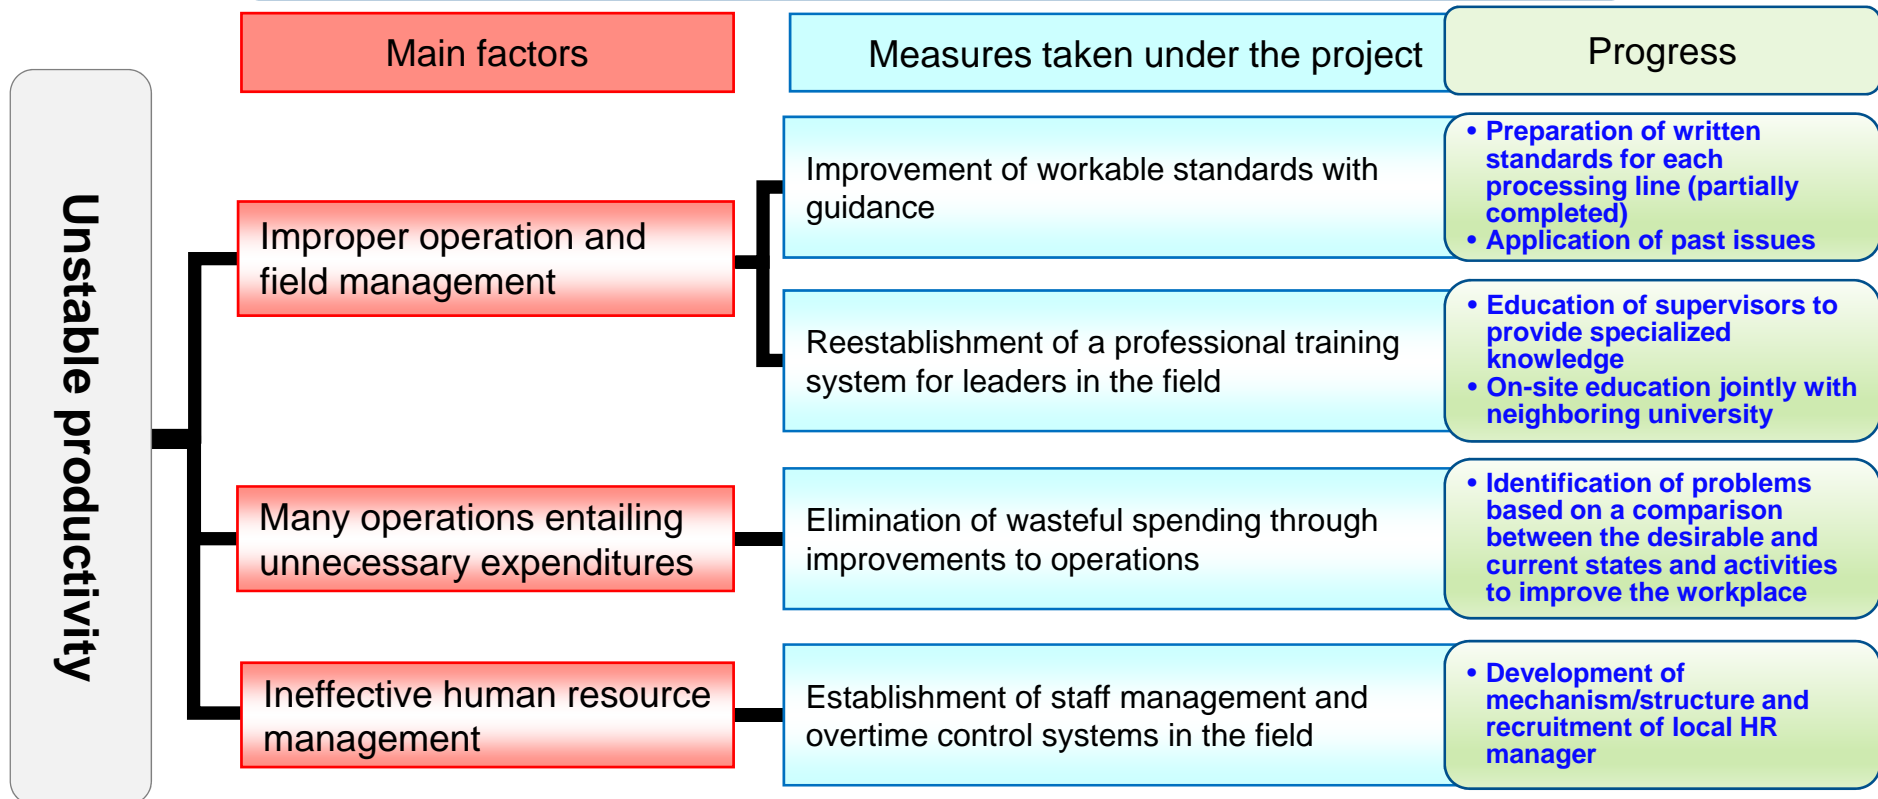 Main factors
Measures taken under the project
Progress
Unstable productivity
Improper operation and
field management
Improvement of workable standards with
guidance
• Preparation of written
standards for each
processing line (partially
completed)
• Application of past issues
Reestablishment of a professional training
system for leaders in the field
• Education of supervisors to
provide specialized
knowledge
• On-site education jointly with
neighboring university
Many operations entailing
unnecessary expenditures
Elimination of wasteful spending through
improvements to operations
• Identification of problems
based on a comparison
between the desirable and
current states and activities
to improve the workplace
Ineffective human resource
management
Establishment of staff management and
overtime control systems in the field
• Development of
mechanism/structure and
recruitment of local HR
manager